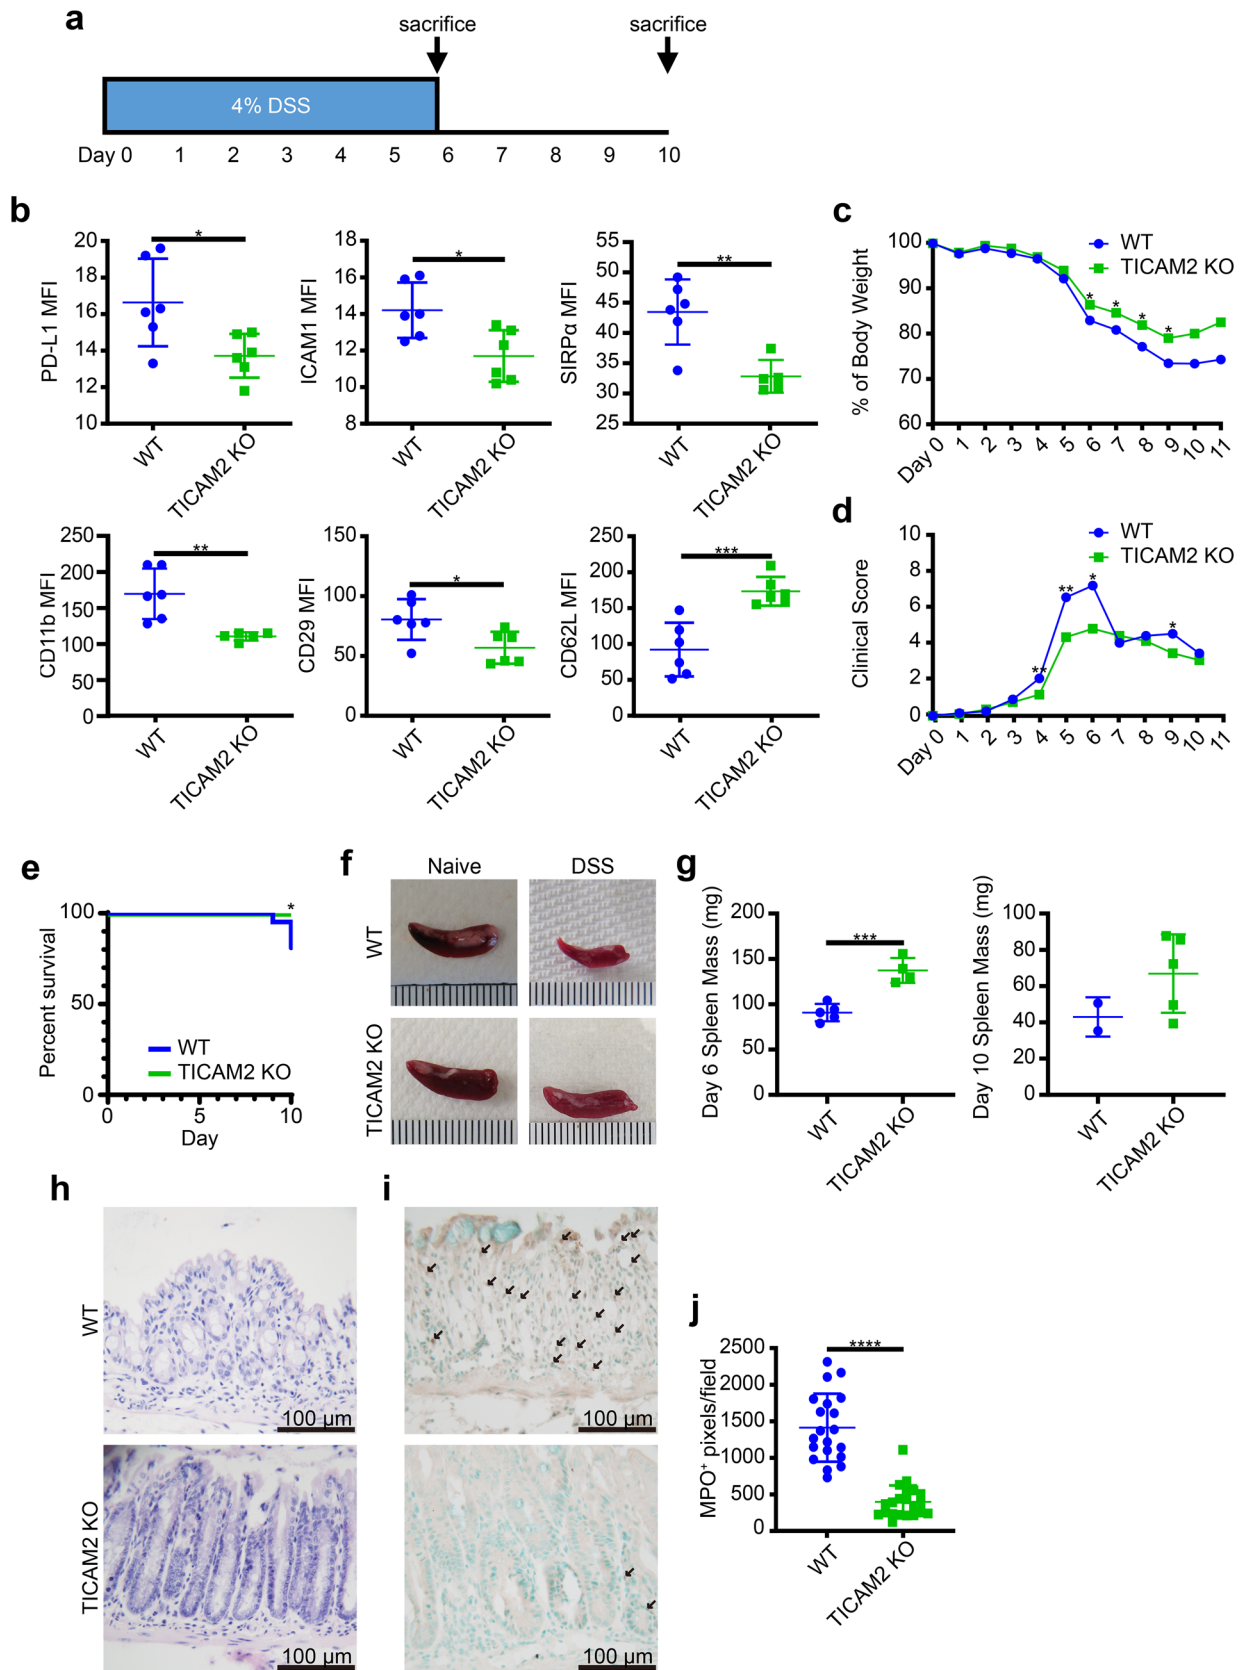 a
sacrifice
sacrifice
4% DSS
Day 0 1 2 3 4 5 6 7 8 9 10
b
PD-L1 MFI
20
18
16
14
12
10
*
WT
TICAM2 KO
ICAM1 MFI
18
16
14
12
10
8
*
WT
TICAM2 KO
SIRPα MFI
55
50
45
40
35
30
25
**
WT
TICAM2 KO
CD11b MFI
250
200
150
100
50
0
**
WT
TICAM2 KO
CD29 MFI
150
100
50
0
*
WT
TICAM2 KO
CD62L MFI
250
200
150
100
50
0
***
WT
TICAM2 KO
c
% of Body Weight
100
90
80
70
60
WT
TICAM2 KO
* * * *
Day 0 1 2 3 4 5 6 7 8 9 10 11
d
Clinical Score
10
8
6
4
2
0
WT
TICAM2 KO
** ** * *
Day 0 1 2 3 4 5 6 7 8 9 10 11
e
Percent survival
100
50
0
*
WT
TICAM2 KO
0 5 10
Day
f
Naive DSS
WT
TICAM2 KO
g
Day 6 Spleen Mass (mg)
200
150
100
50
0
***
WT
TICAM2 KO
Day 10 Spleen Mass (mg)
100
80
60
40
20
0
WT
TICAM2 KO
h
WT
100 µm
TICAM2 KO
100 µm
i
100 µm
100 µm
j
MPO⁺ pixels/field
2500
2000
1500
1000
500
0
****
WT
TICAM2 KO